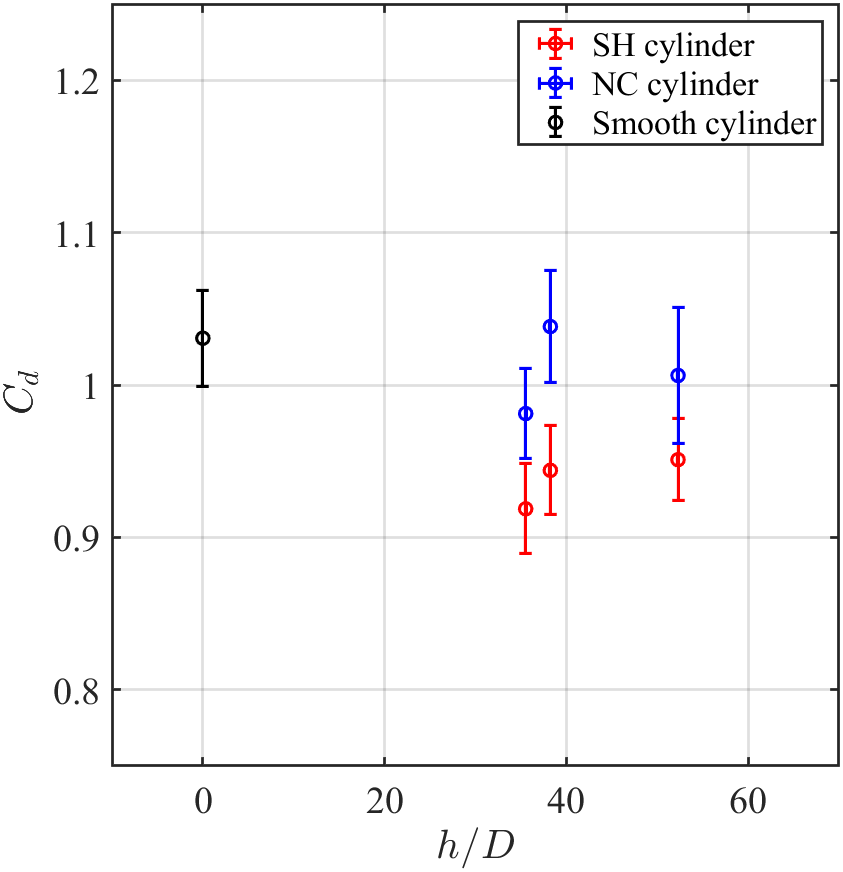 SH cylinder
NC cylinder
Smooth cylinder
1.2
1.1
1
0.9
0.8
C_d
0 20 40 60
h/D